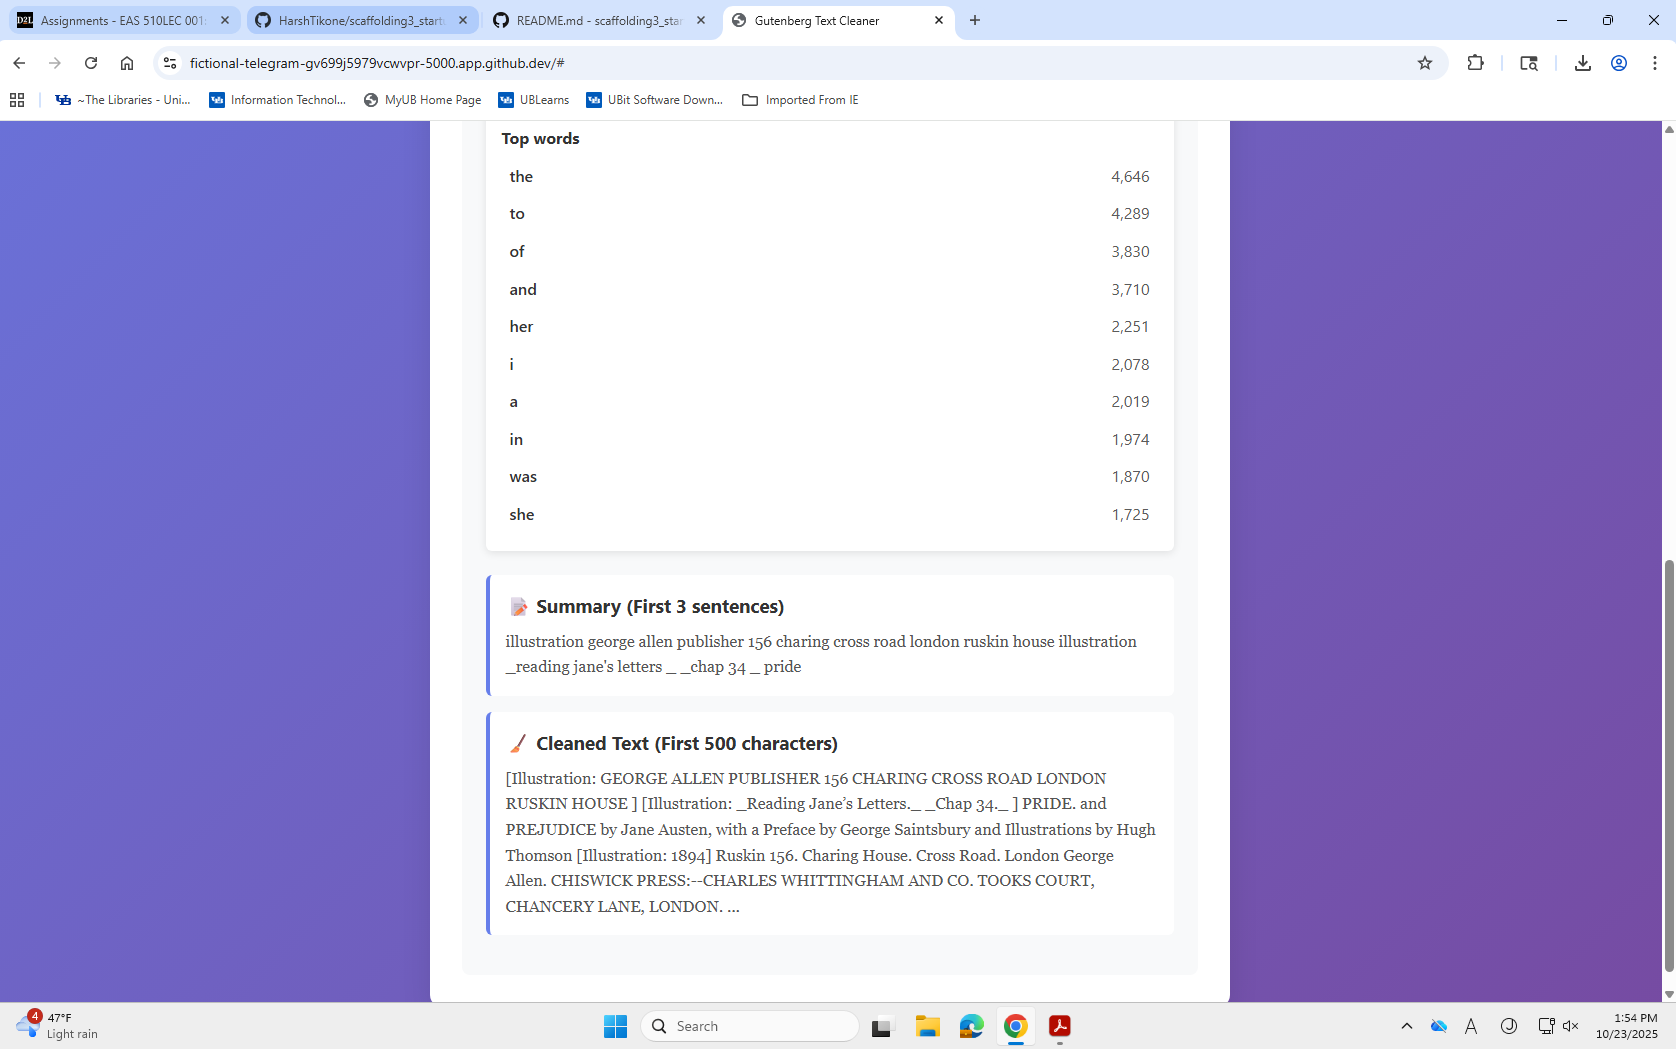 Assignments - EAS 510LEC 001:
HarshTikone/scaffolding3_startu
README.md - scaffolding3_star
Gutenberg Text Cleaner
fictional-telegram-gv699j5979vcwvpr-5000.app.github.dev/#
~The Libraries - Uni...
Information Technol...
MyUB Home Page
UBLearns
UBit Software Down...
Imported From IE
Top words
the 4,646
to 4,289
of 3,830
and 3,710
her 2,251
i 2,078
a 2,019
in 1,974
was 1,870
she 1,725
Summary (First 3 sentences)
illustration george allen publisher 156 charing cross road london ruskin house illustration
_reading jane's letters _ _chap 34 _ pride
Cleaned Text (First 500 characters)
[Illustration: GEORGE ALLEN PUBLISHER 156 CHARING CROSS ROAD LONDON
RUSKIN HOUSE ] [Illustration: _Reading Jane’s Letters._ _Chap 34._ ] PRIDE. and
PREJUDICE by Jane Austen, with a Preface by George Saintsbury and Illustrations by Hugh
Thomson [Illustration: 1894] Ruskin 156. Charing House. Cross Road. London George
Allen. CHISWICK PRESS:--CHARLES WHITTINGHAM AND CO. TOOKS COURT,
CHANCERY LANE, LONDON. ...
4
47°F
Light rain
Search
1:54 PM
10/23/2025